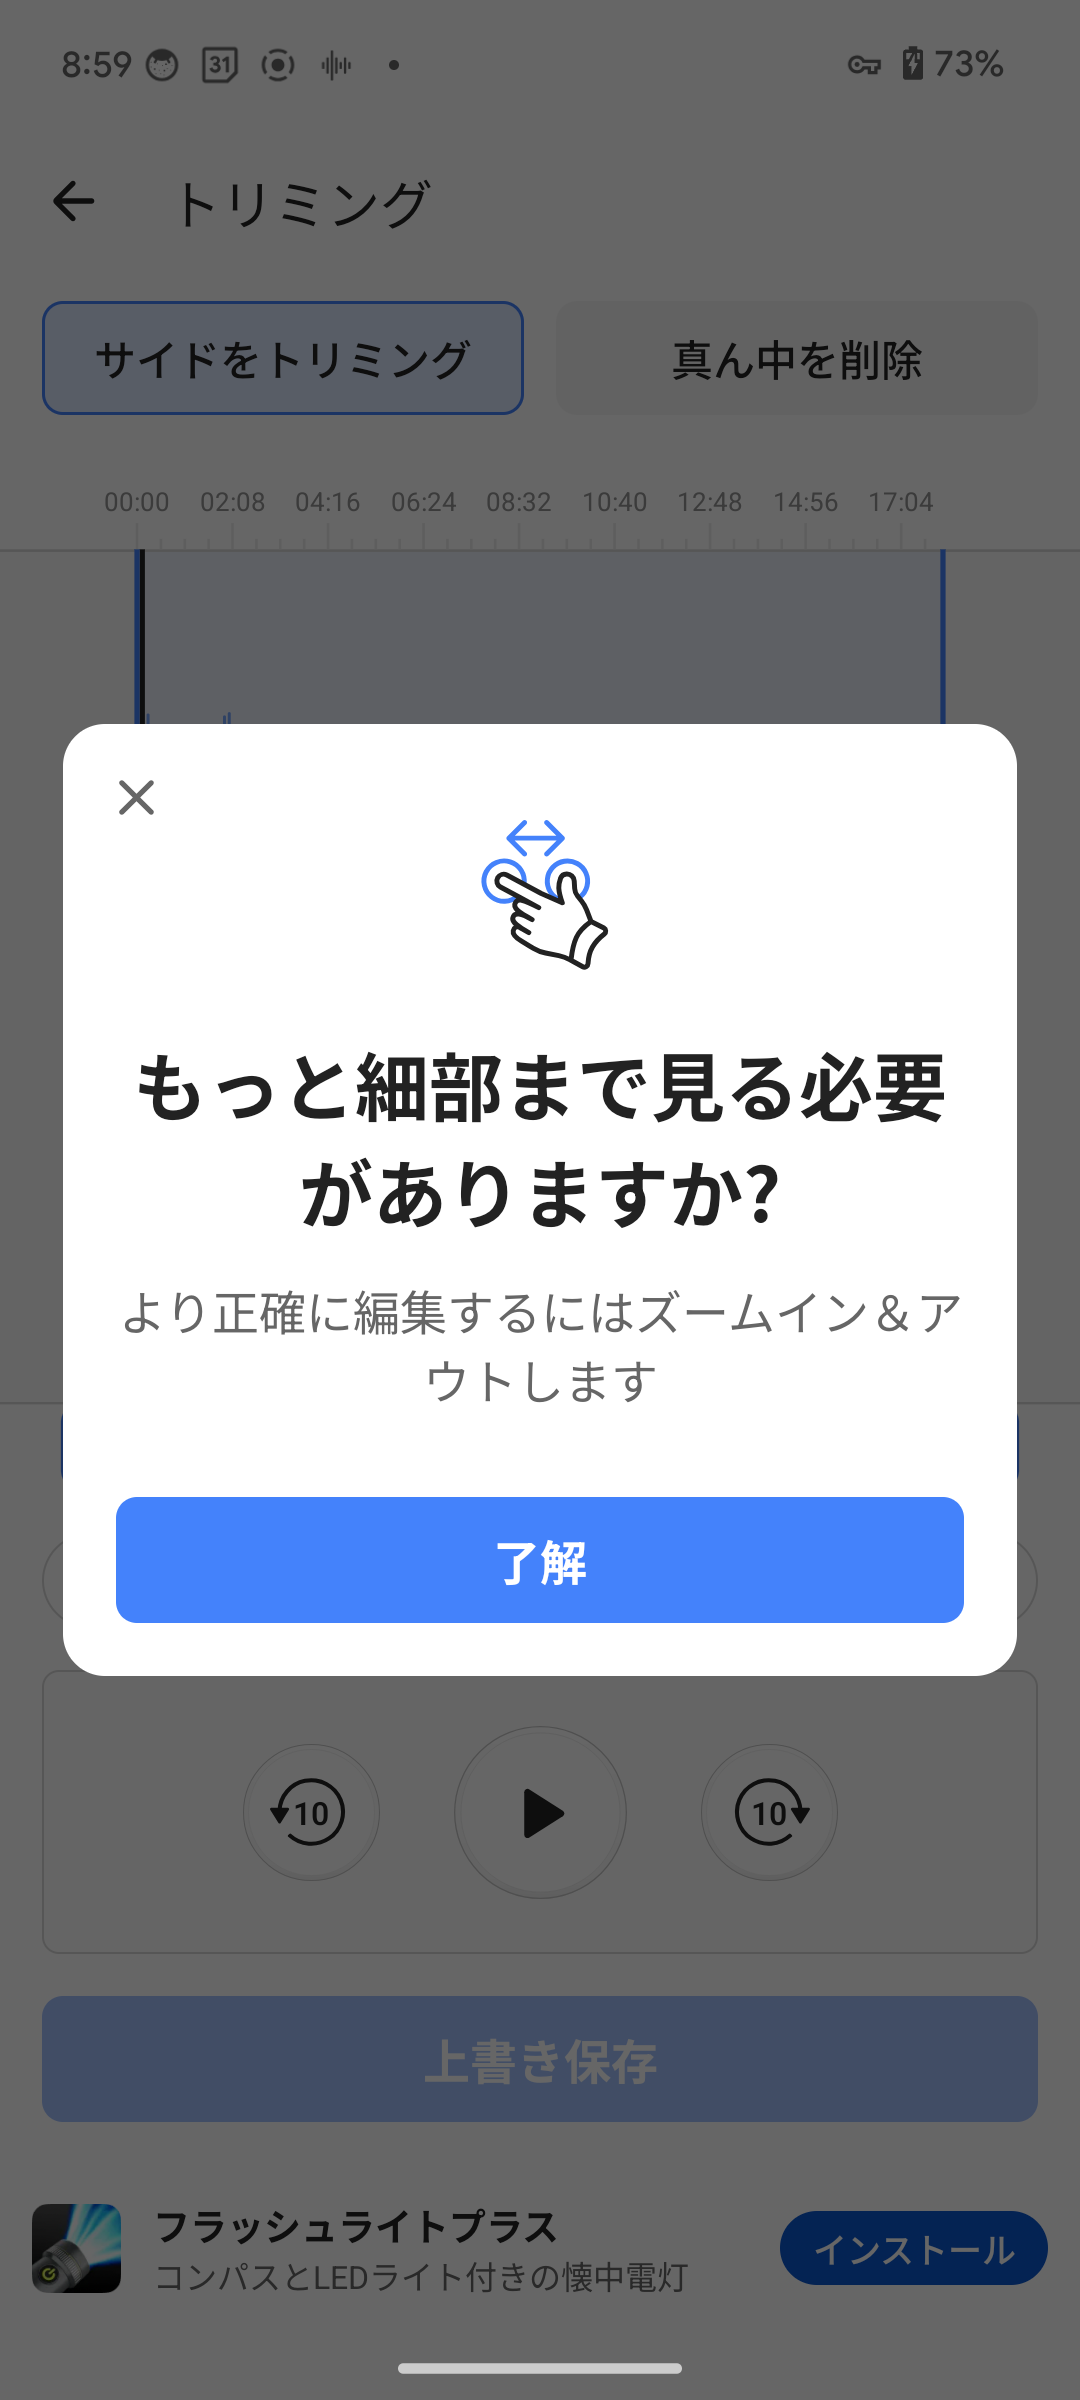 8:59 31 73%
トリミング
サイドをトリミング 真ん中を削除
00:00 02:08 04:16 06:24 08:32 10:40 12:48 14:56 17:04
もっと細部まで見る必要
がありますか?
より正確に編集するにはズームイン＆ア
ウトします
了解
10 10
上書き保存
フラッシュライトプラス
コンパスとLEDライト付きの懐中電灯
インストール